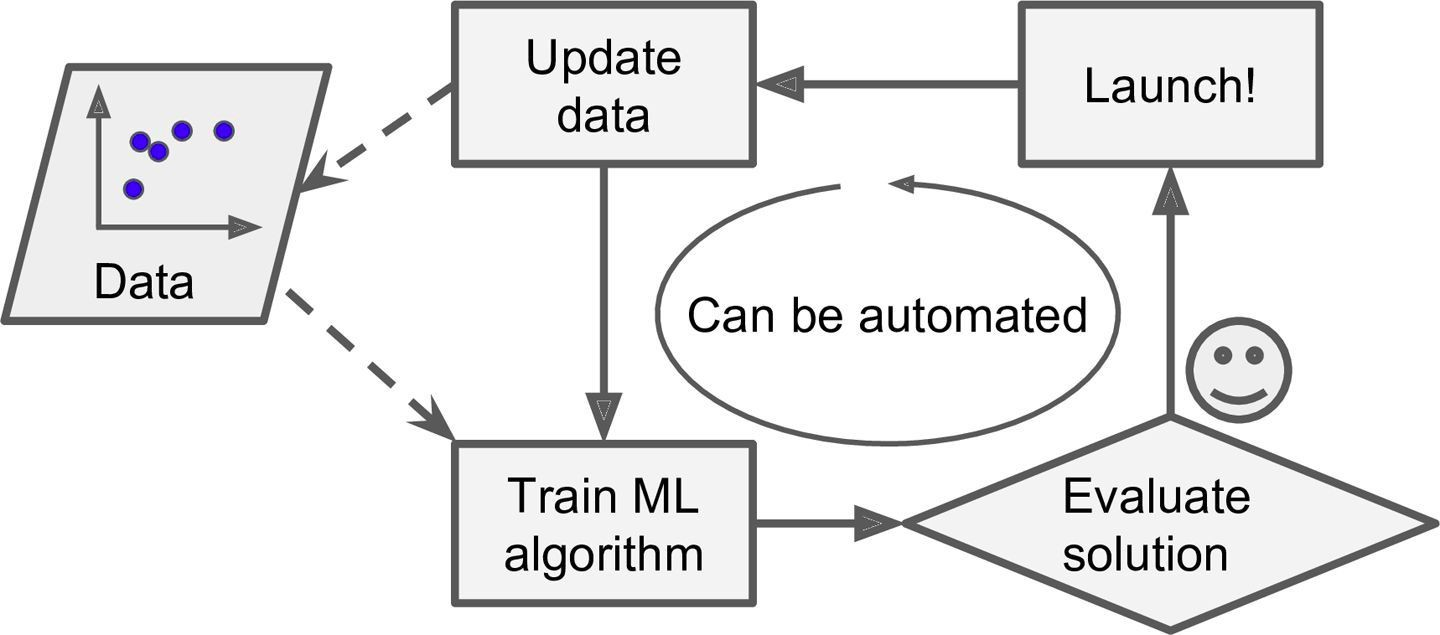 Update
data
Launch!
Data
Can be automated
Train ML
algorithm
Evaluate
solution